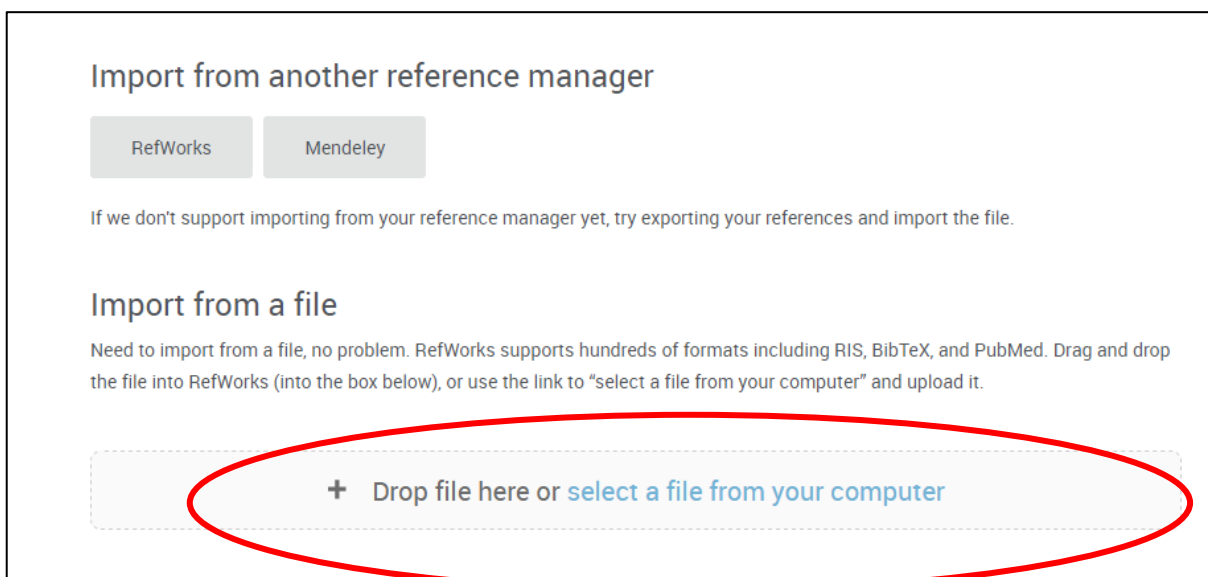 Import from another reference manager
RefWorks Mendeley
If we don't support importing from your reference manager yet, try exporting your references and import the file.
Import from a file
Need to import from a file, no problem. RefWorks supports hundreds of formats including RIS, BibTeX, and PubMed. Drag and drop
the file into RefWorks (into the box below), or use the link to “select a file from your computer” and upload it.
+ Drop file here or select a file from your computer